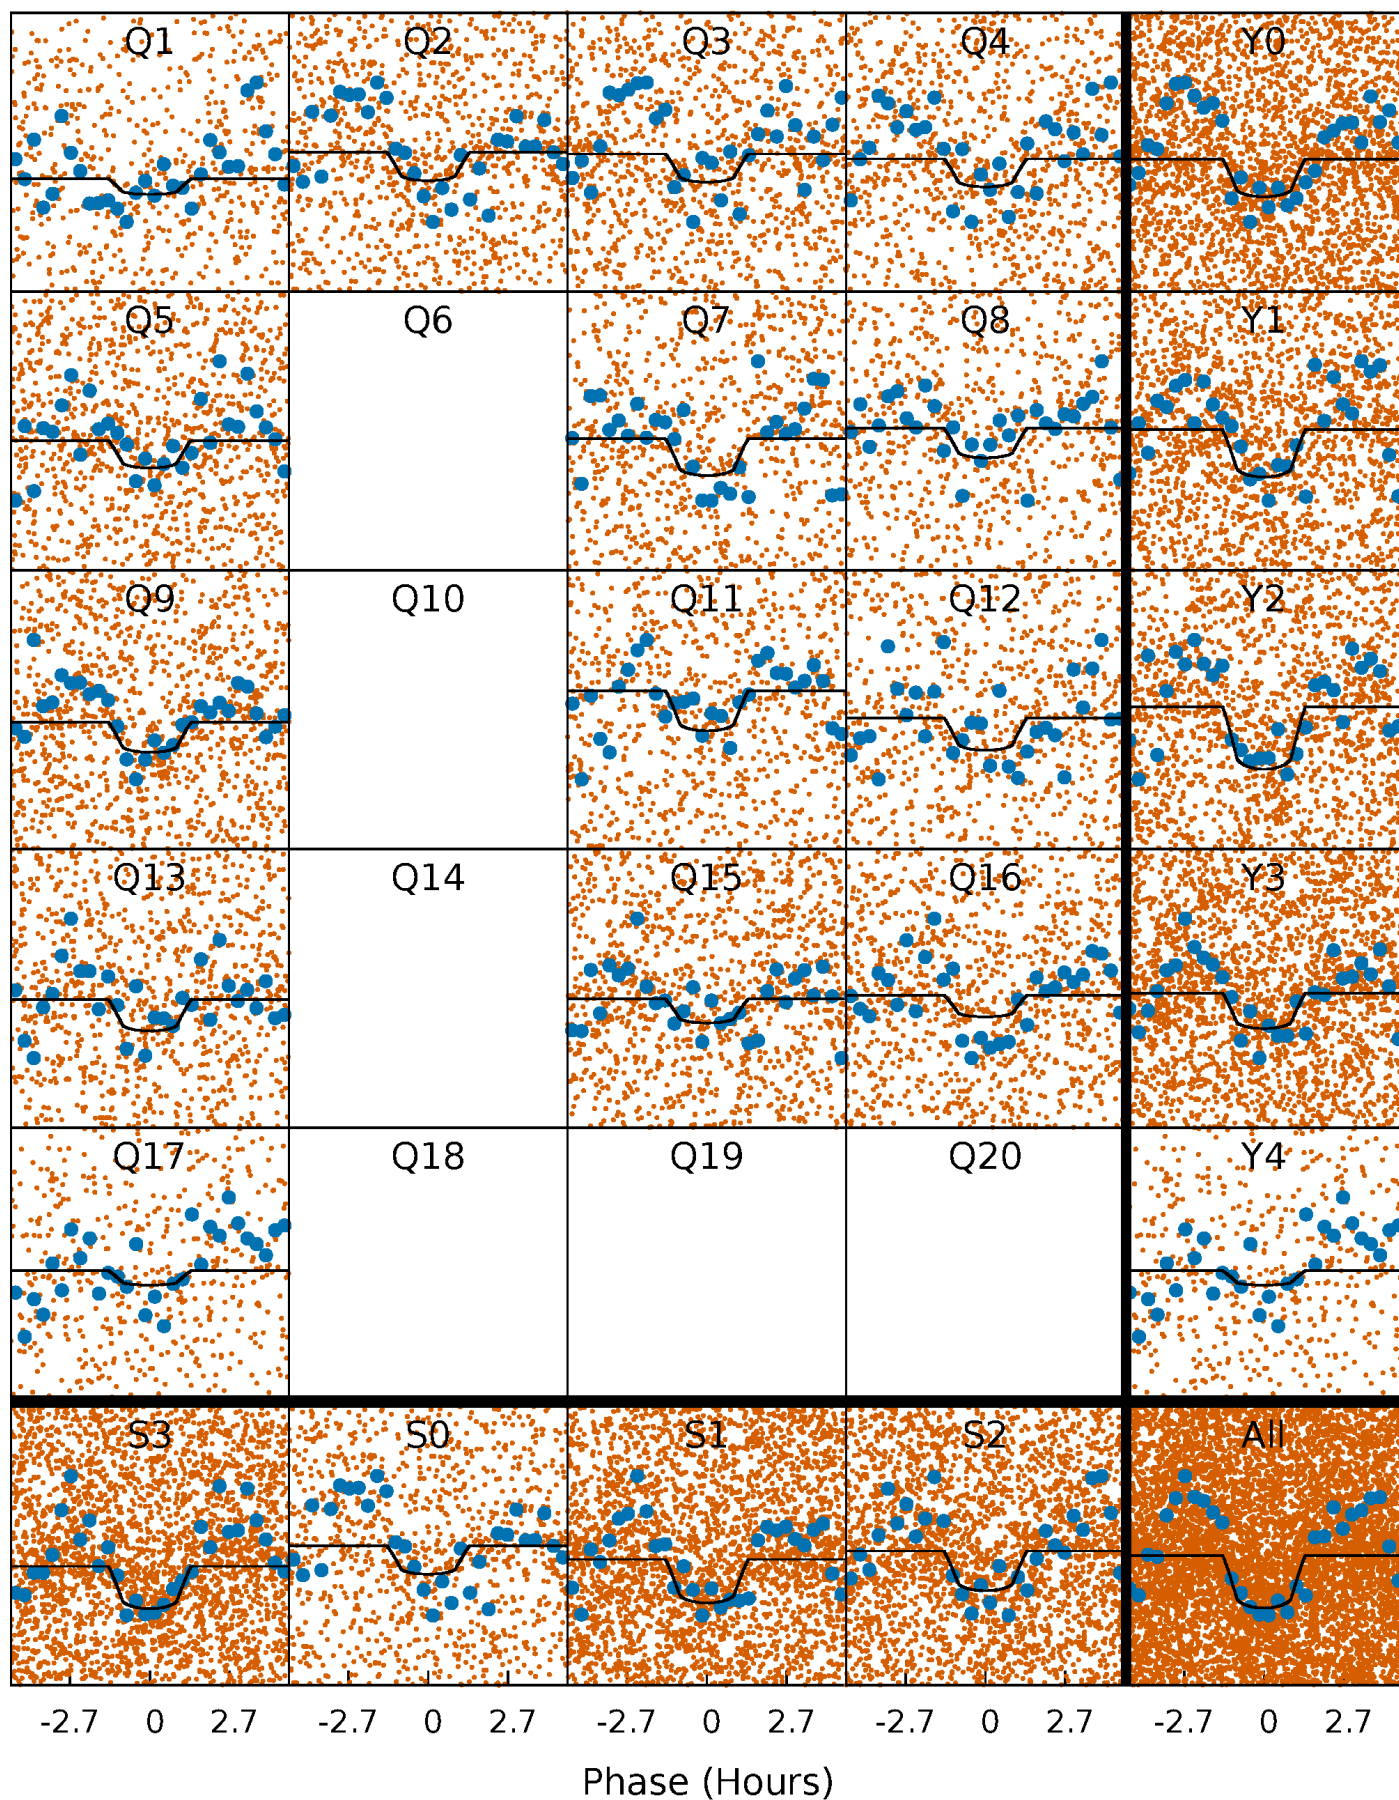 Q1 Q2 Q3 Q4 Y0
Q5 Q6 Q7 Q8 Y1
Q9 Q10 Q11 Q12 Y2
Q13 Q14 Q15 Q16 Y3
Q17 Q18 Q19 Q20 Y4
S3 S0 S1 S2 All
-2.7 0 2.7 -2.7 0 2.7 -2.7 0 2.7 -2.7 0 2.7 -2.7 0 2.7
Phase (Hours)